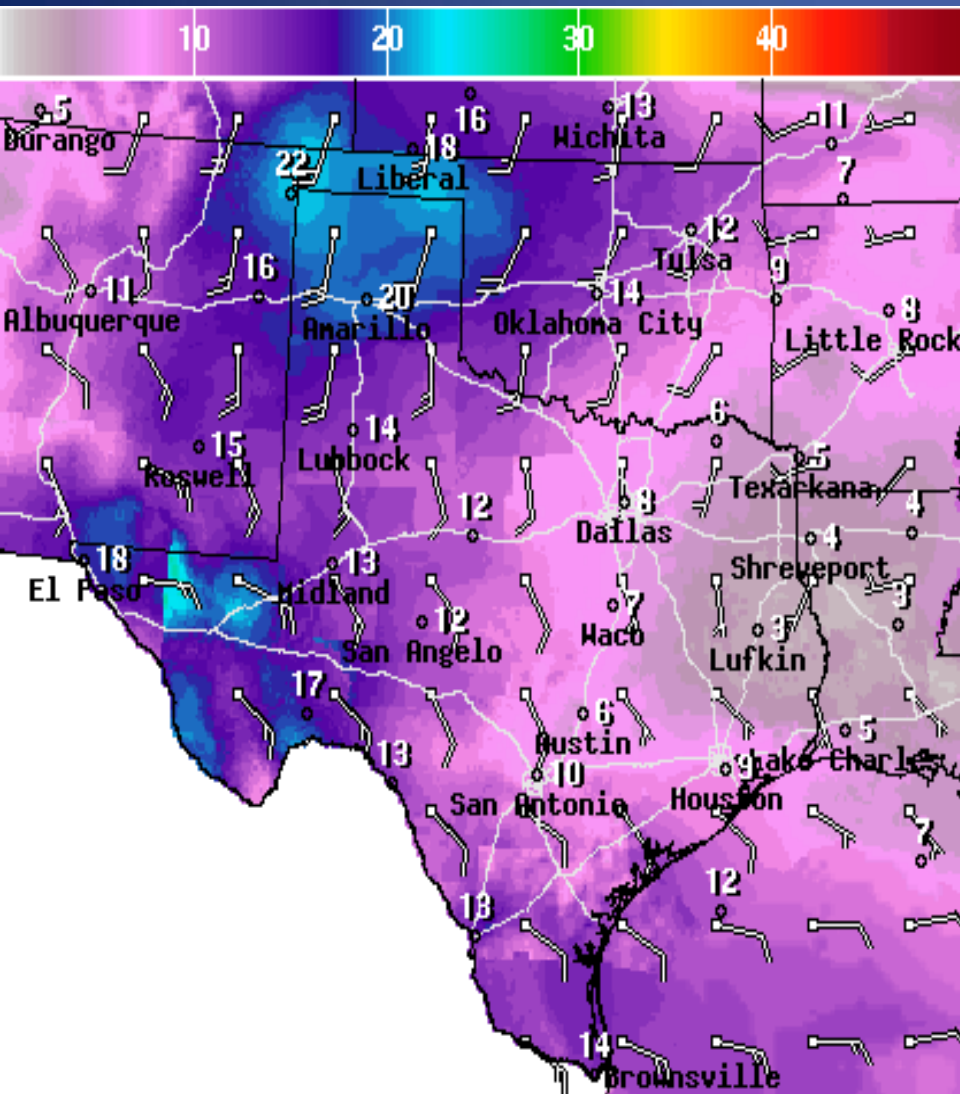 10 20 30 40
5 16 13 11
Durango Wichita
18
22 7
Liberal
12
Tulsa
16 9
11 20 14 8
Albuquerque Amarillo Oklahoma City
Little Rock
6
14
15 5
Lubbock
Roswell Texarkana
8 4
12
Dallas 4
18 13
Shreveport
El Paso Midland
7 3
12 3
Waco
San Angelo Lufkin
17 6 5
Austin
13 Lake Charles
10 9
San Antonio Houston
7
12
13
14
Brownsville